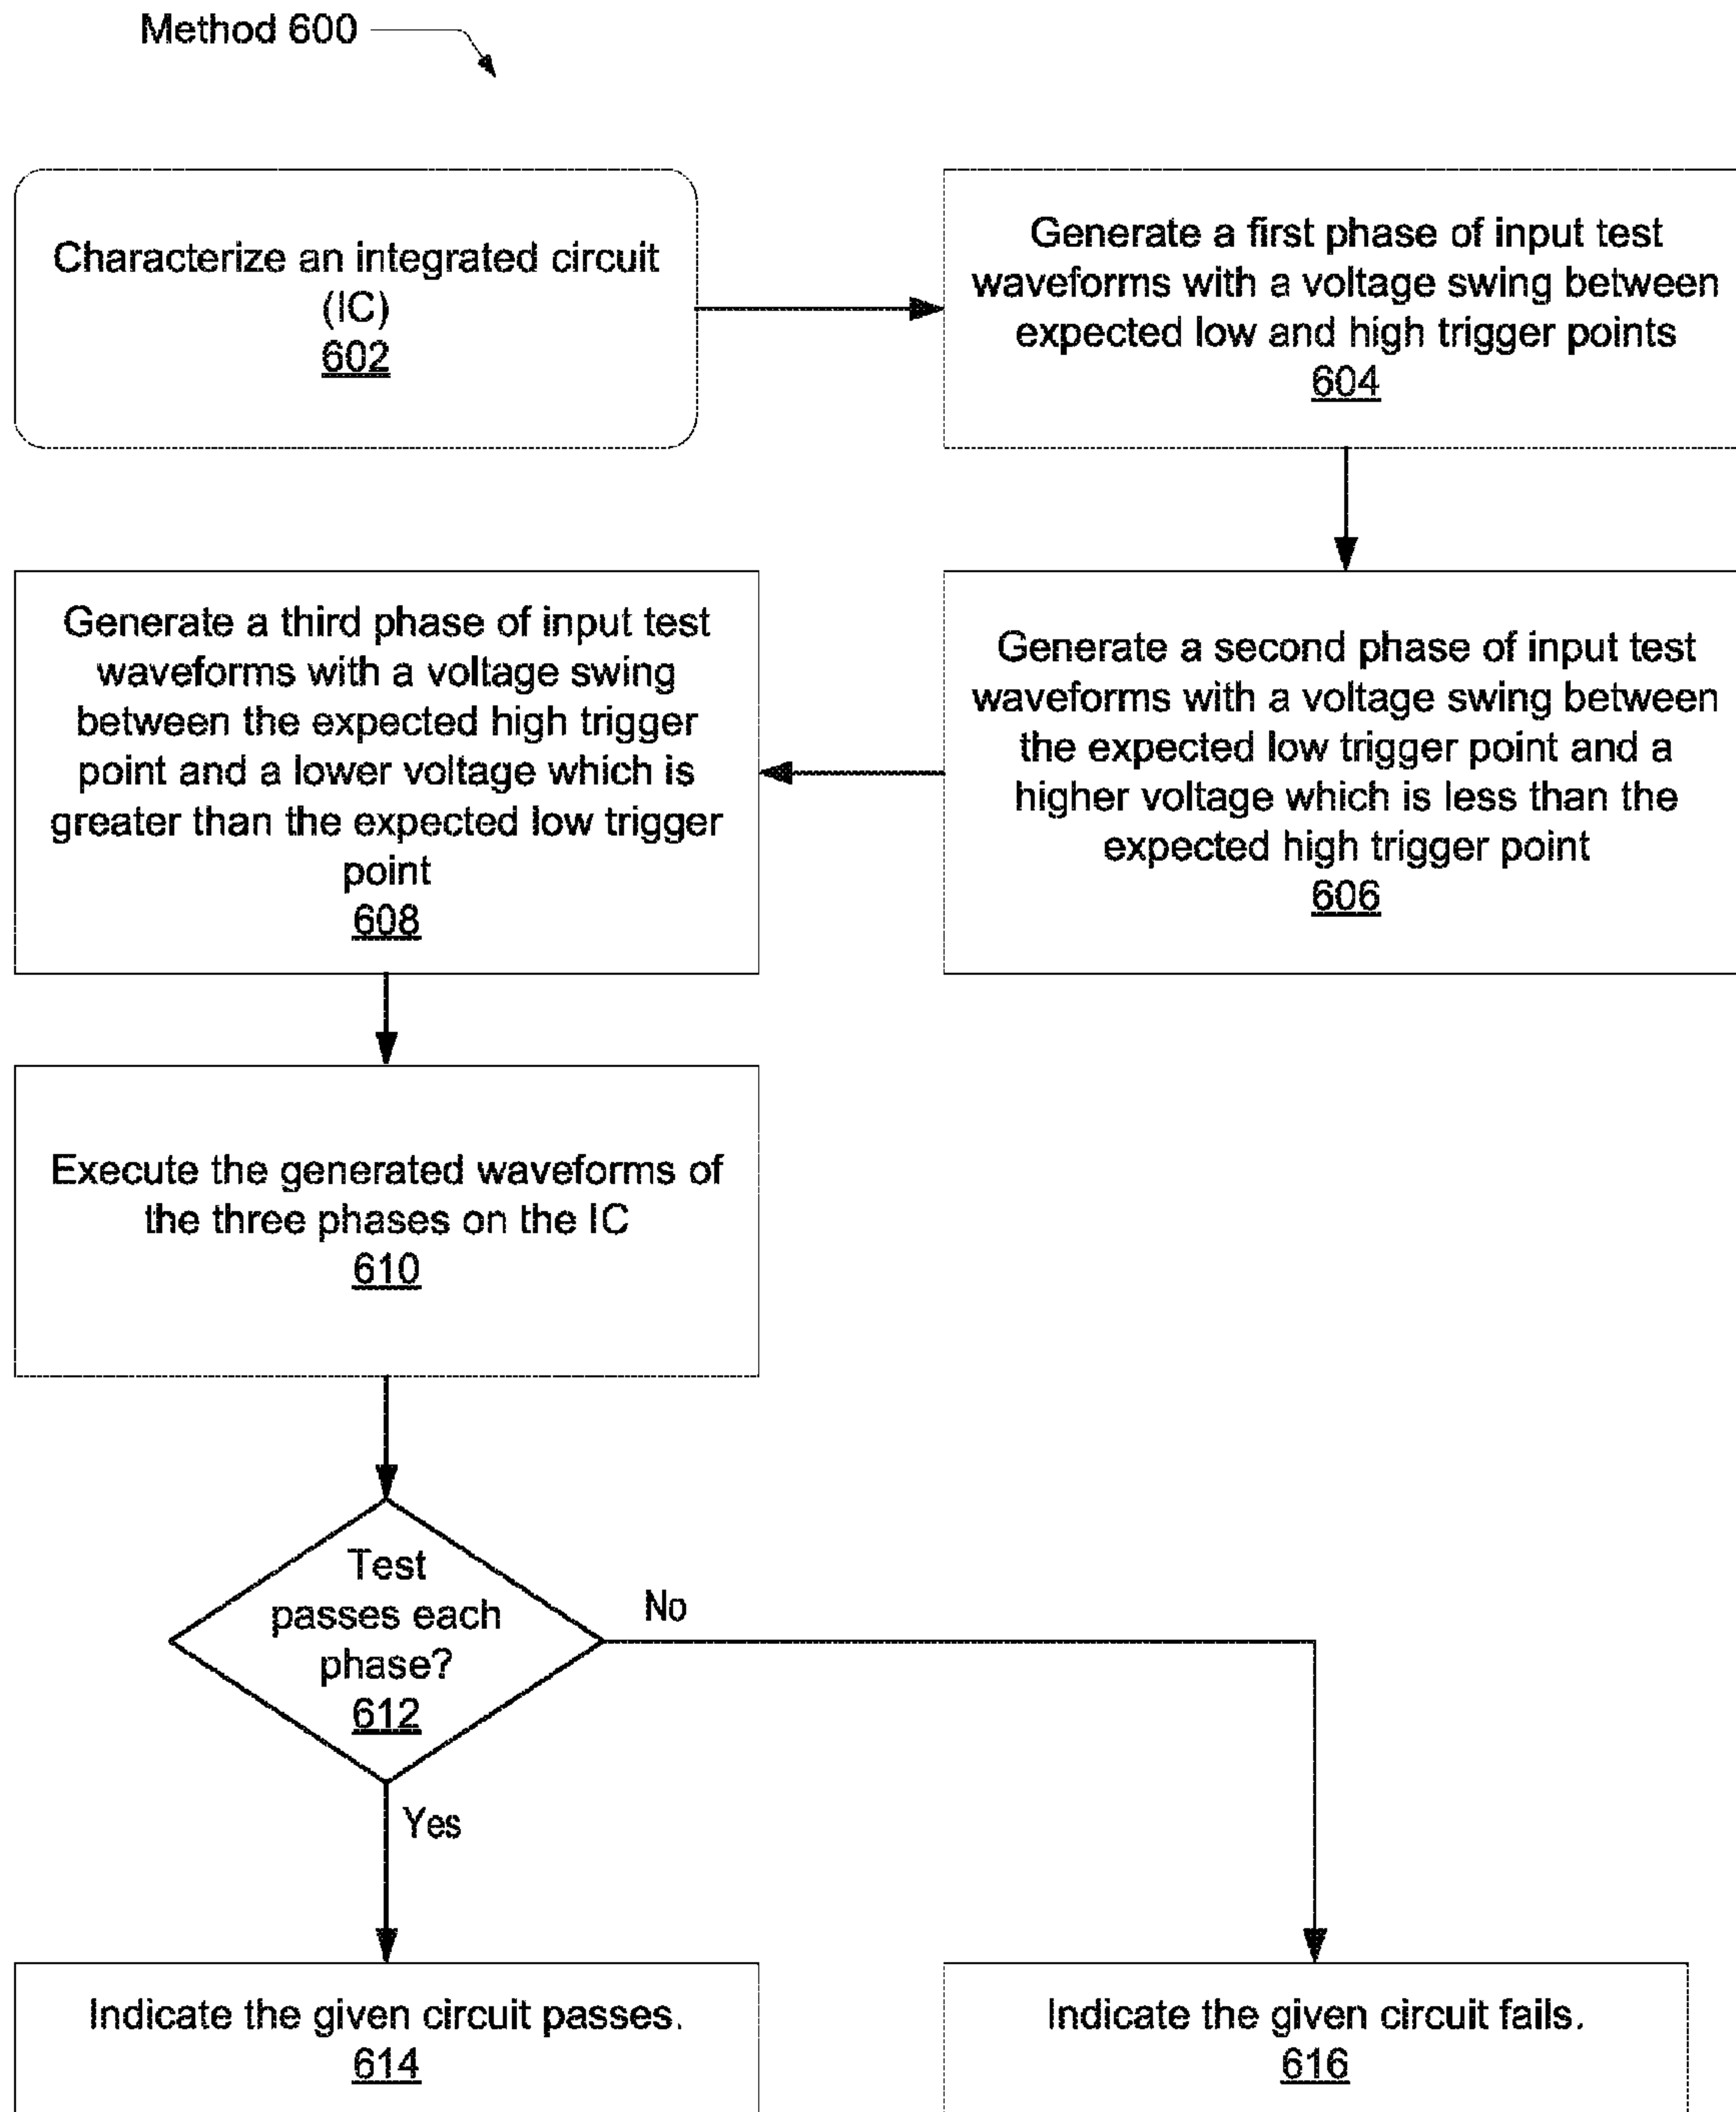 Method 600
Characterize an integrated circuit
(IC)
602
Generate a first phase of input test
waveforms with a voltage swing between
expected low and high trigger points
604
Generate a second phase of input test
waveforms with a voltage swing between
the expected low trigger point and a
higher voltage which is less than the
expected high trigger point
606
Generate a third phase of input test
waveforms with a voltage swing
between the expected high trigger
point and a lower voltage which is
greater than the expected low trigger
point
608
Execute the generated waveforms of
the three phases on the IC
610
Test
passes each
phase?
612
No
Yes
Indicate the given circuit passes.
614
Indicate the given circuit fails.
616